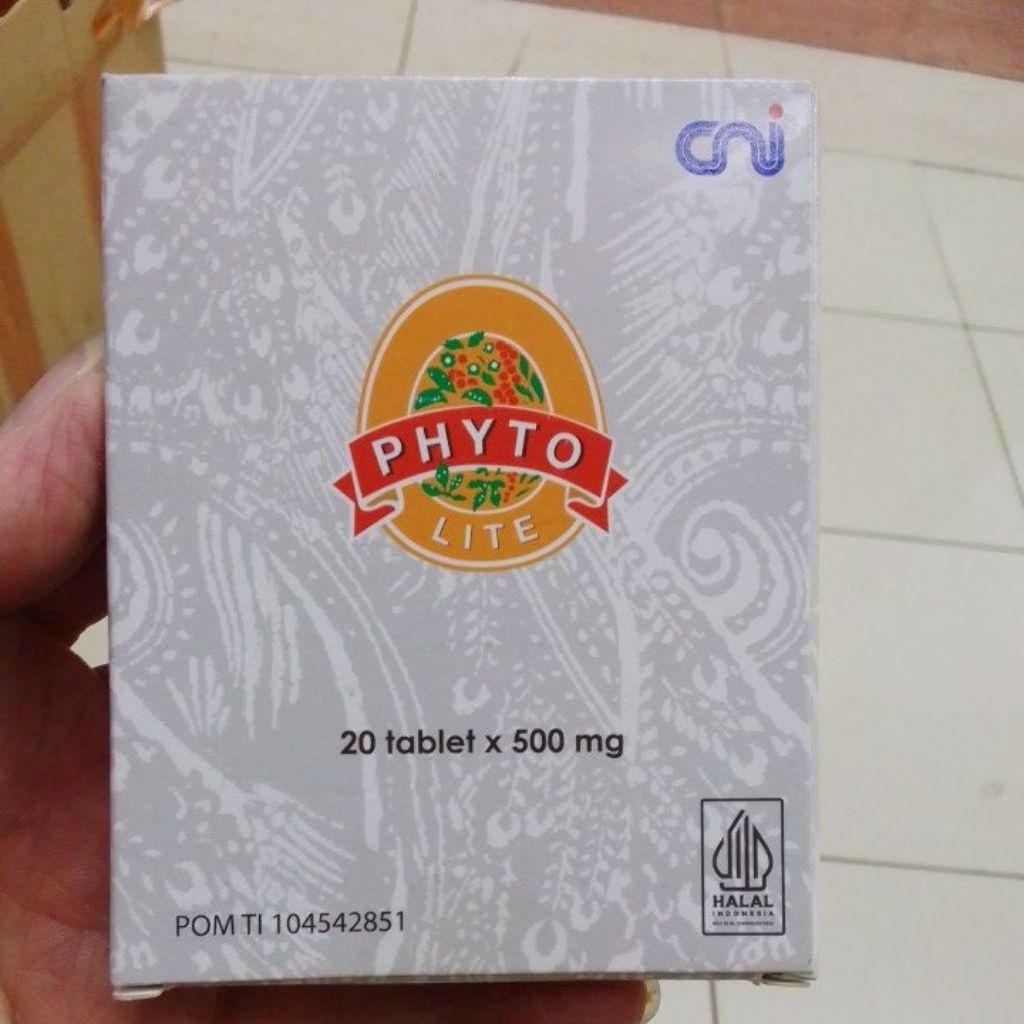 cni
PHYTO
LITE
20 tablet x 500 mg
HALAL
INDONESIA
POM TI 104542851